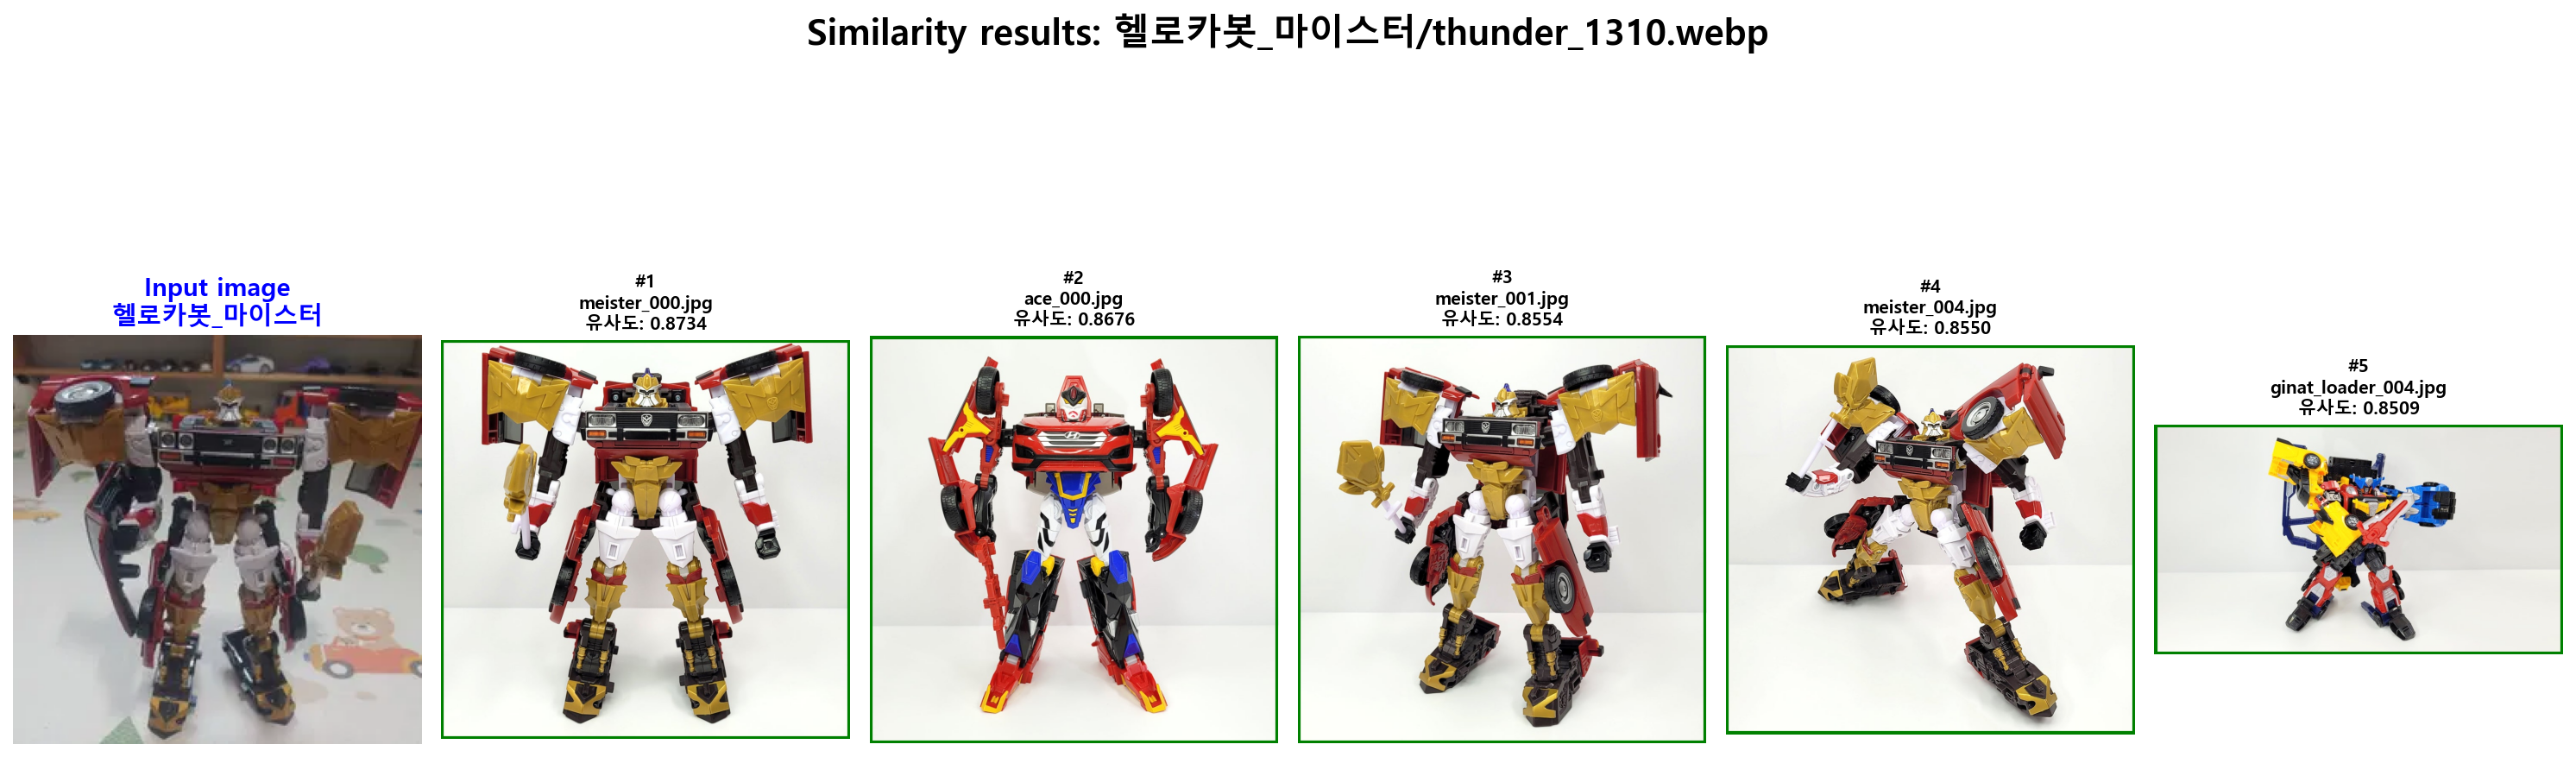 Similarity results: 헬로카봇_마이스터/thunder_1310.webp
Input image
헬로카봇_마이스터
#1
meister_000.jpg
유사도: 0.8734
#2
ace_000.jpg
유사도: 0.8676
#3
meister_001.jpg
유사도: 0.8554
#4
meister_004.jpg
유사도: 0.8550
#5
ginat_loader_004.jpg
유사도: 0.8509